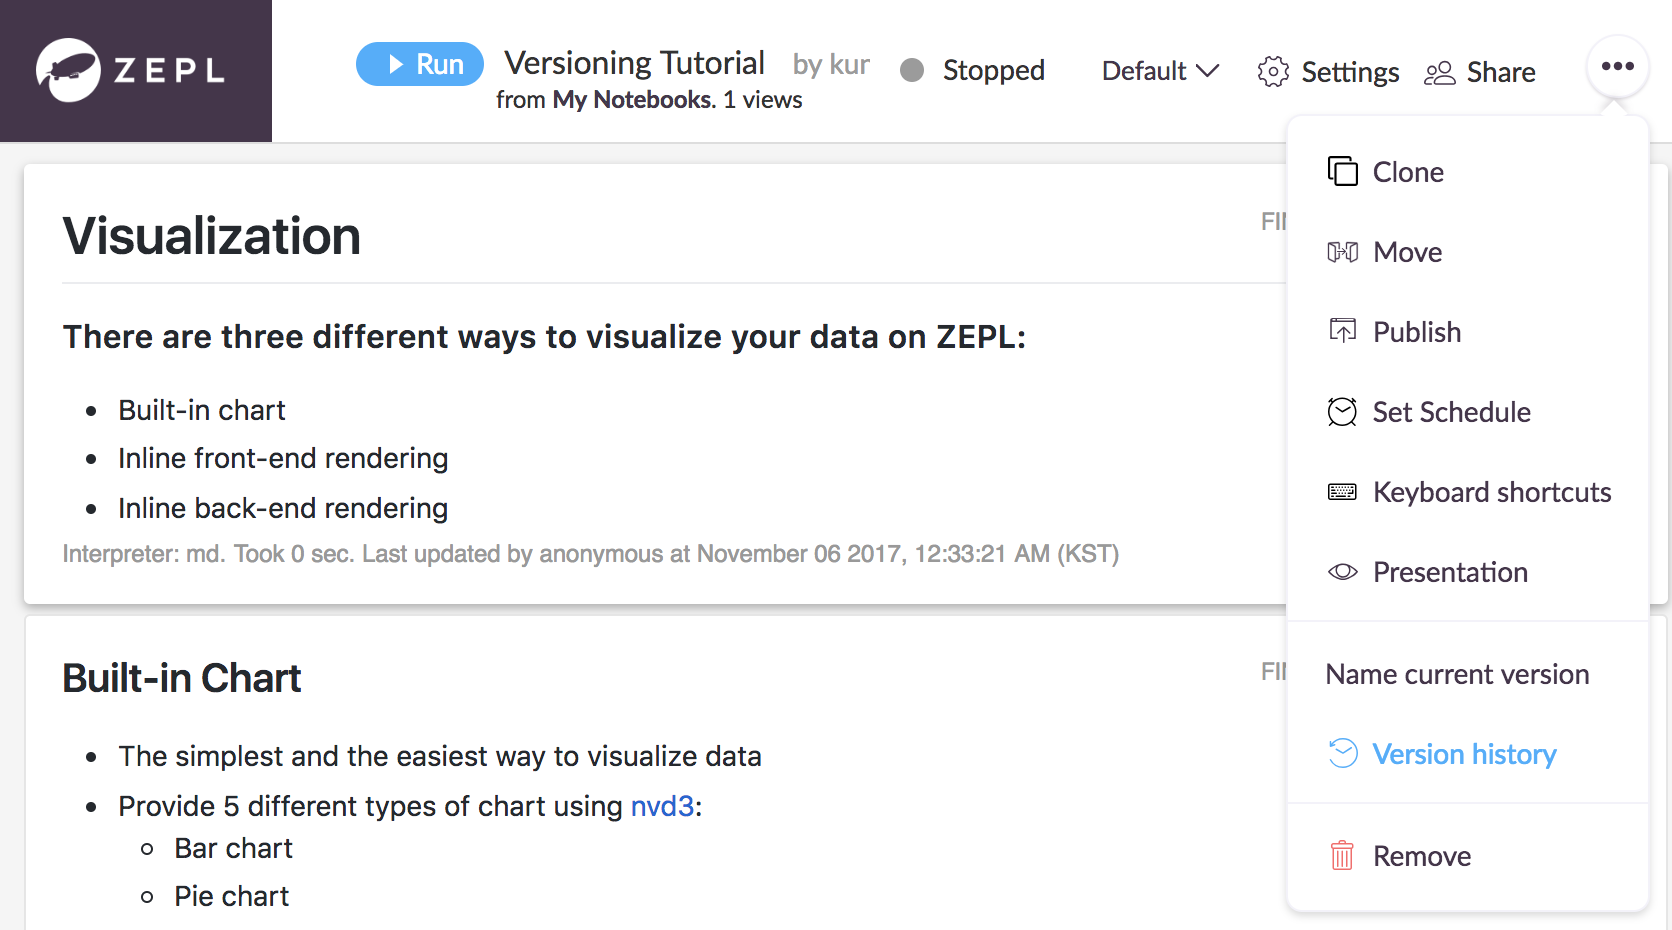 ZEPL
Run Versioning Tutorial by kur Stopped Default Settings Share
from My Notebooks. 1 views
Visualization
There are three different ways to visualize your data on ZEPL:
Built-in chart
Inline front-end rendering
Inline back-end rendering
Interpreter: md. Took 0 sec. Last updated by anonymous at November 06 2017, 12:33:21 AM (KST)
Built-in Chart
The simplest and the easiest way to visualize data
Provide 5 different types of chart using nvd3:
Bar chart
Pie chart
Clone
Move
Publish
Set Schedule
Keyboard shortcuts
Presentation
Name current version
Version history
Remove